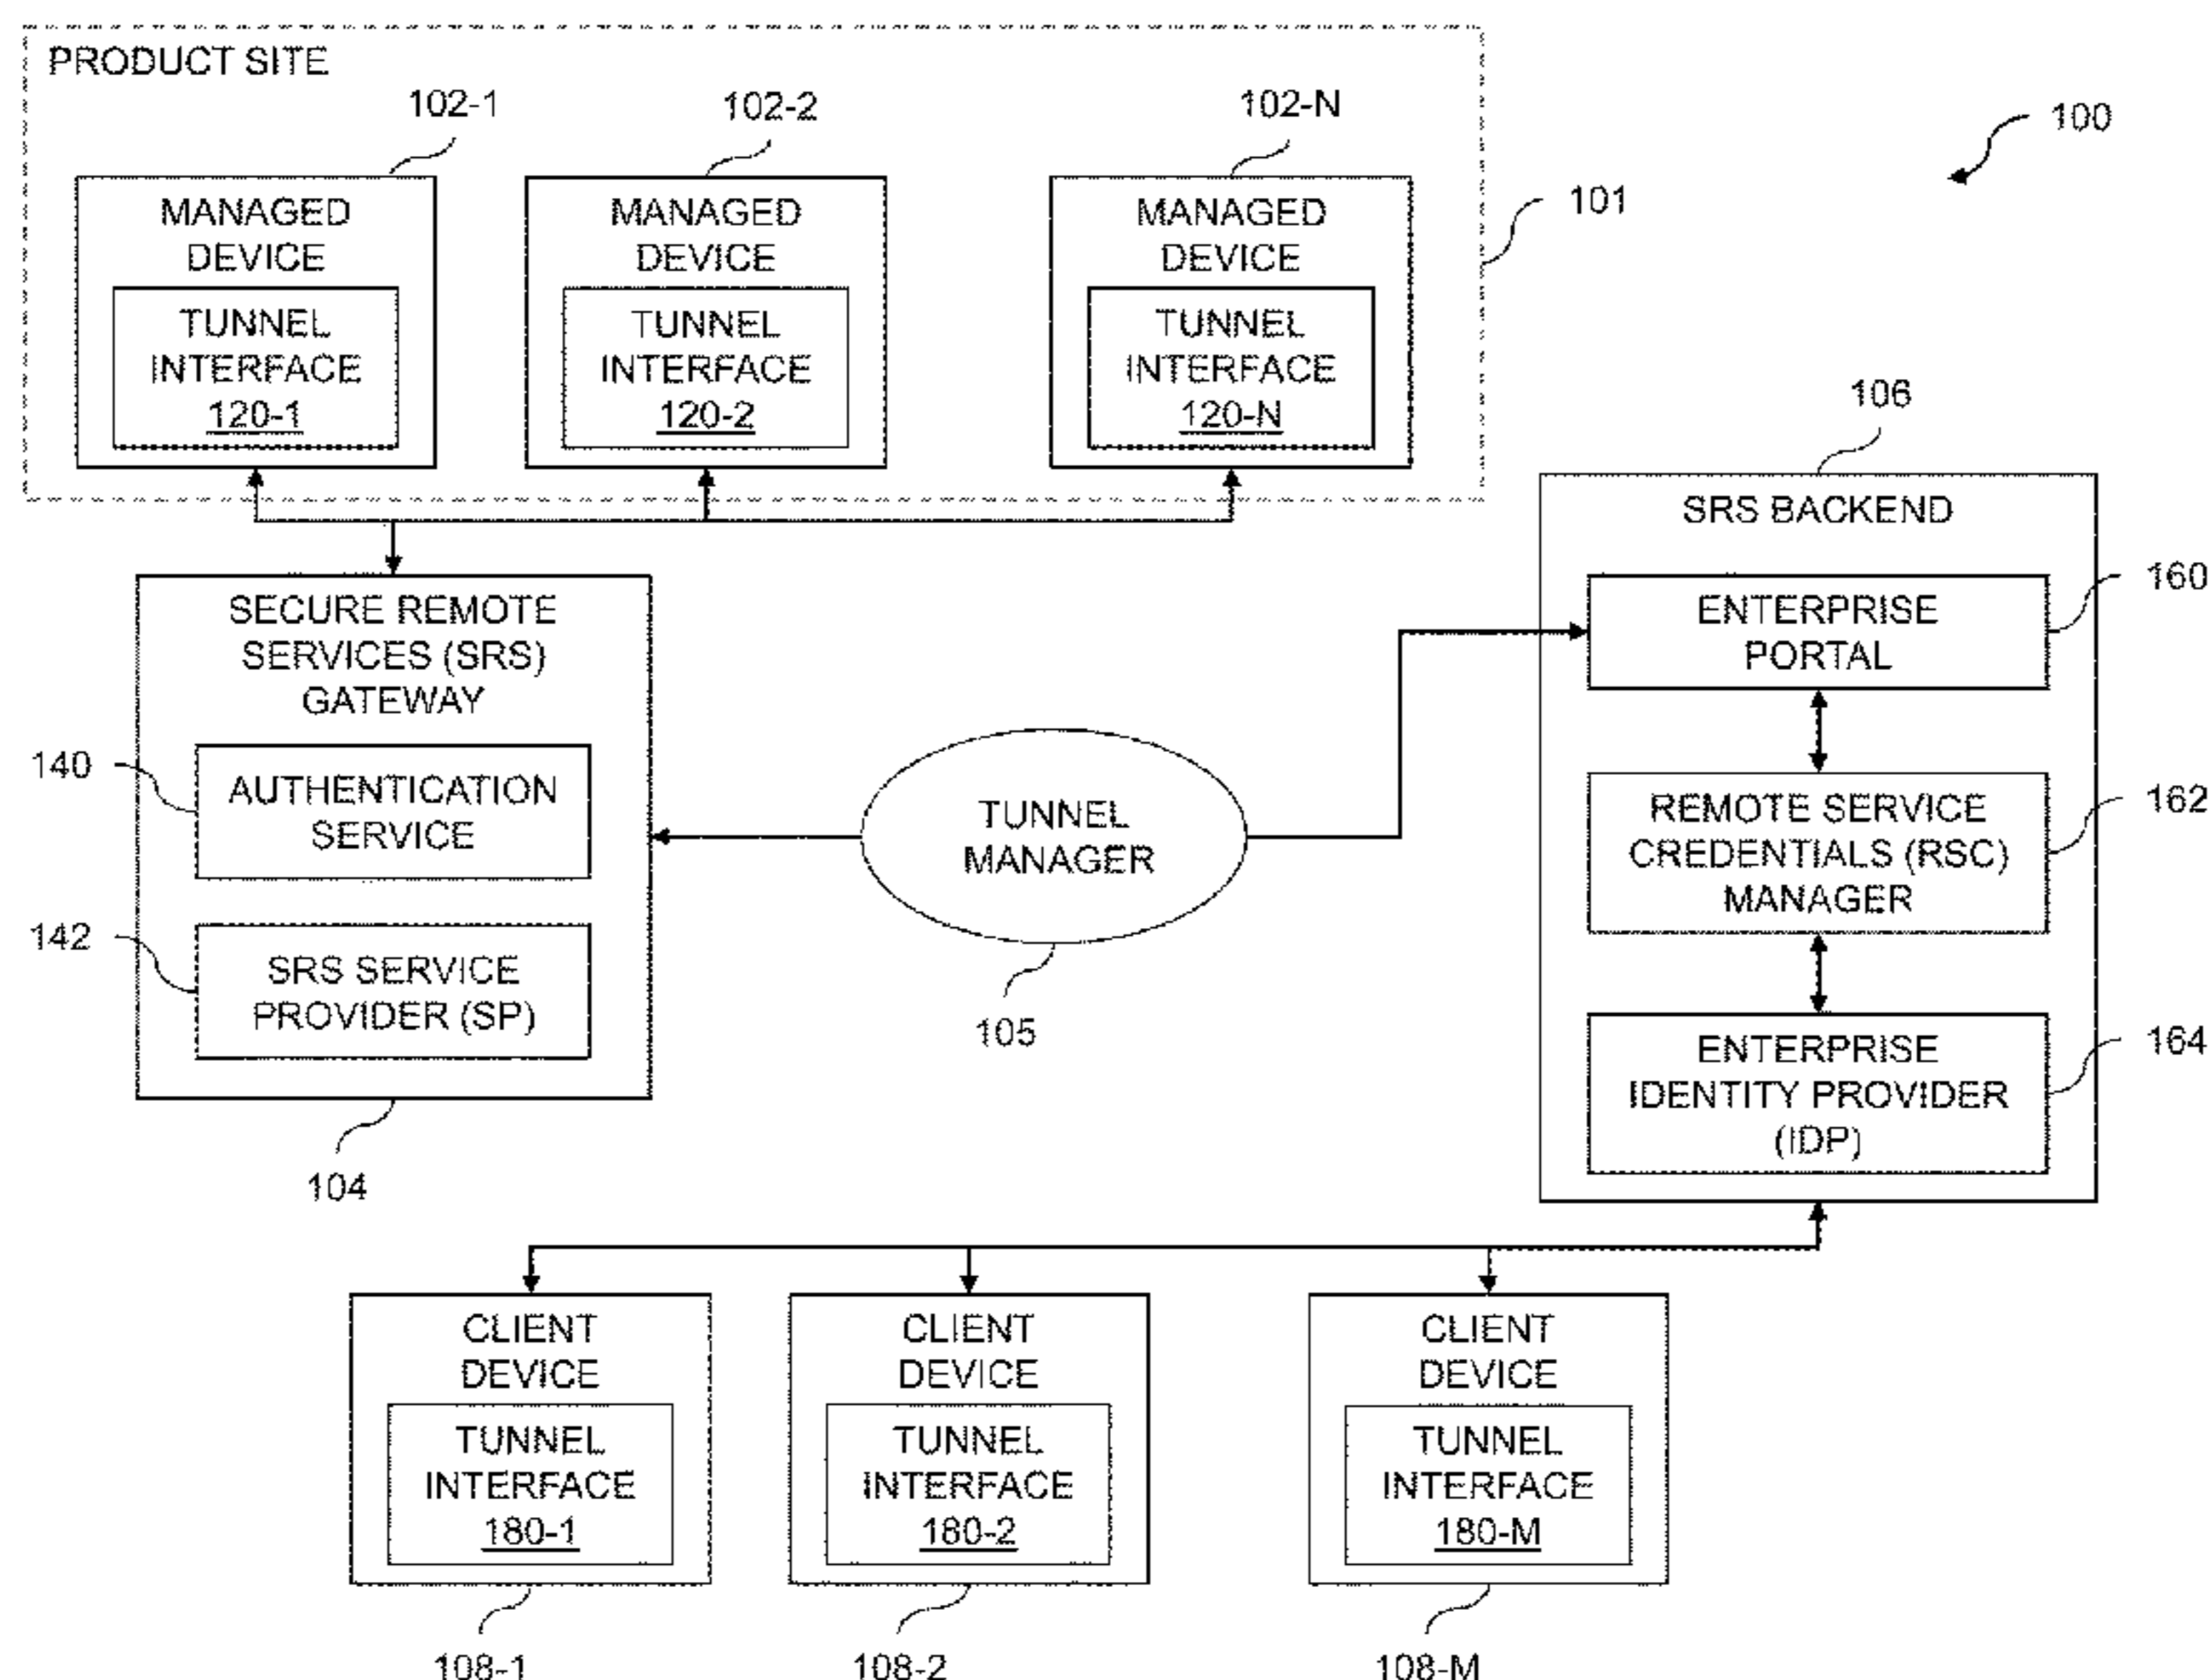 PRODUCT SITE
102-1
102-2
102-N
100
101
MANAGED
DEVICE
TUNNEL
INTERFACE
120-1
MANAGED
DEVICE
TUNNEL
INTERFACE
120-2
MANAGED
DEVICE
TUNNEL
INTERFACE
120-N
106
SRS BACKEND
SECURE REMOTE
SERVICES (SRS)
GATEWAY
140
AUTHENTICATION
SERVICE
142
SRS SERVICE
PROVIDER (SP)
104
TUNNEL
MANAGER
105
ENTERPRISE
PORTAL
160
REMOTE SERVICE
CREDENTIALS (RSC)
MANAGER
162
ENTERPRISE
IDENTITY PROVIDER
(IDP)
164
CLIENT
DEVICE
TUNNEL
INTERFACE
180-1
108-1
CLIENT
DEVICE
TUNNEL
INTERFACE
180-2
108-2
CLIENT
DEVICE
TUNNEL
INTERFACE
180-M
108-M